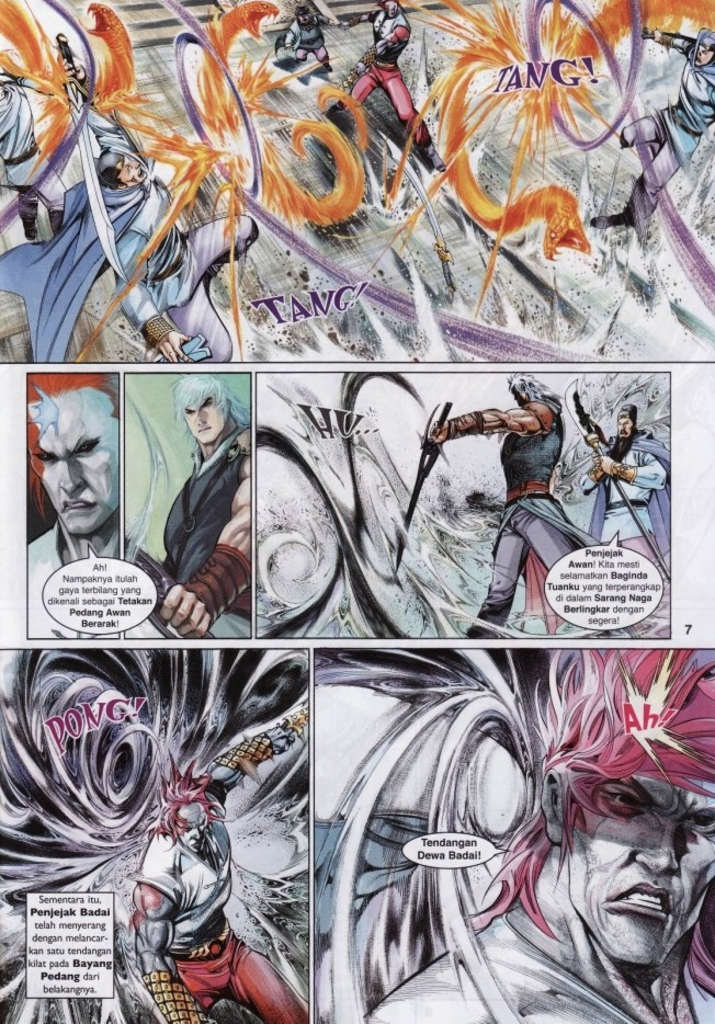 TANG!
TANG!
HU...
Ah!
Nampaknya itulah
gaya terbilang yang
dikenali sebagai Tetakan
Pedang Awan
Berarak!
Penjejak
Awan! Kita mesti
selamatkan Baginda
Tuanku yang terperangkap
di dalam Sarang Naga
Berlingkar dengan
segera!
7
PONG!
Sementara itu,
Penjejak Badai
telah menyerang
dengan melancar-
kan satu tendangan
kilat pada Bayang
Pedang dari
belakangnya.
Ah!
Tendangan
Dewa Badai!